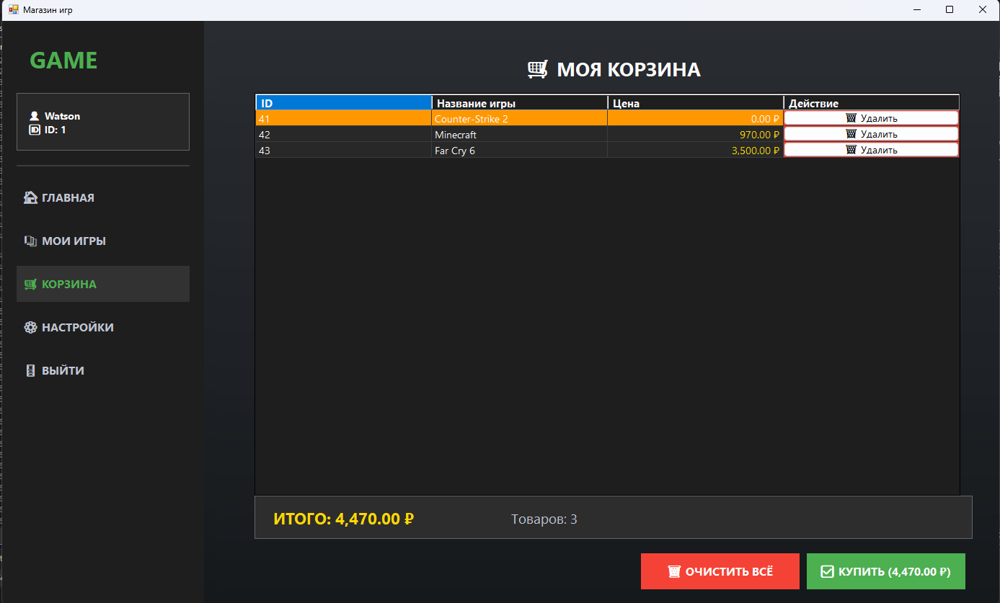 Магазин игр
GAME
Watson
ID ID: 1
ГЛАВНАЯ
МОИ ИГРЫ
КОРЗИНА
НАСТРОЙКИ
ВЫЙТИ
МОЯ КОРЗИНА
ID Название игры Цена Действие
41 Counter-Strike 2 0.00 ₽ Удалить
42 Minecraft 970.00 ₽ Удалить
43 Far Cry 6 3,500.00 ₽ Удалить
ИТОГО: 4,470.00 ₽ Товаров: 3
ОЧИСТИТЬ ВСЁ КУПИТЬ (4,470.00 ₽)